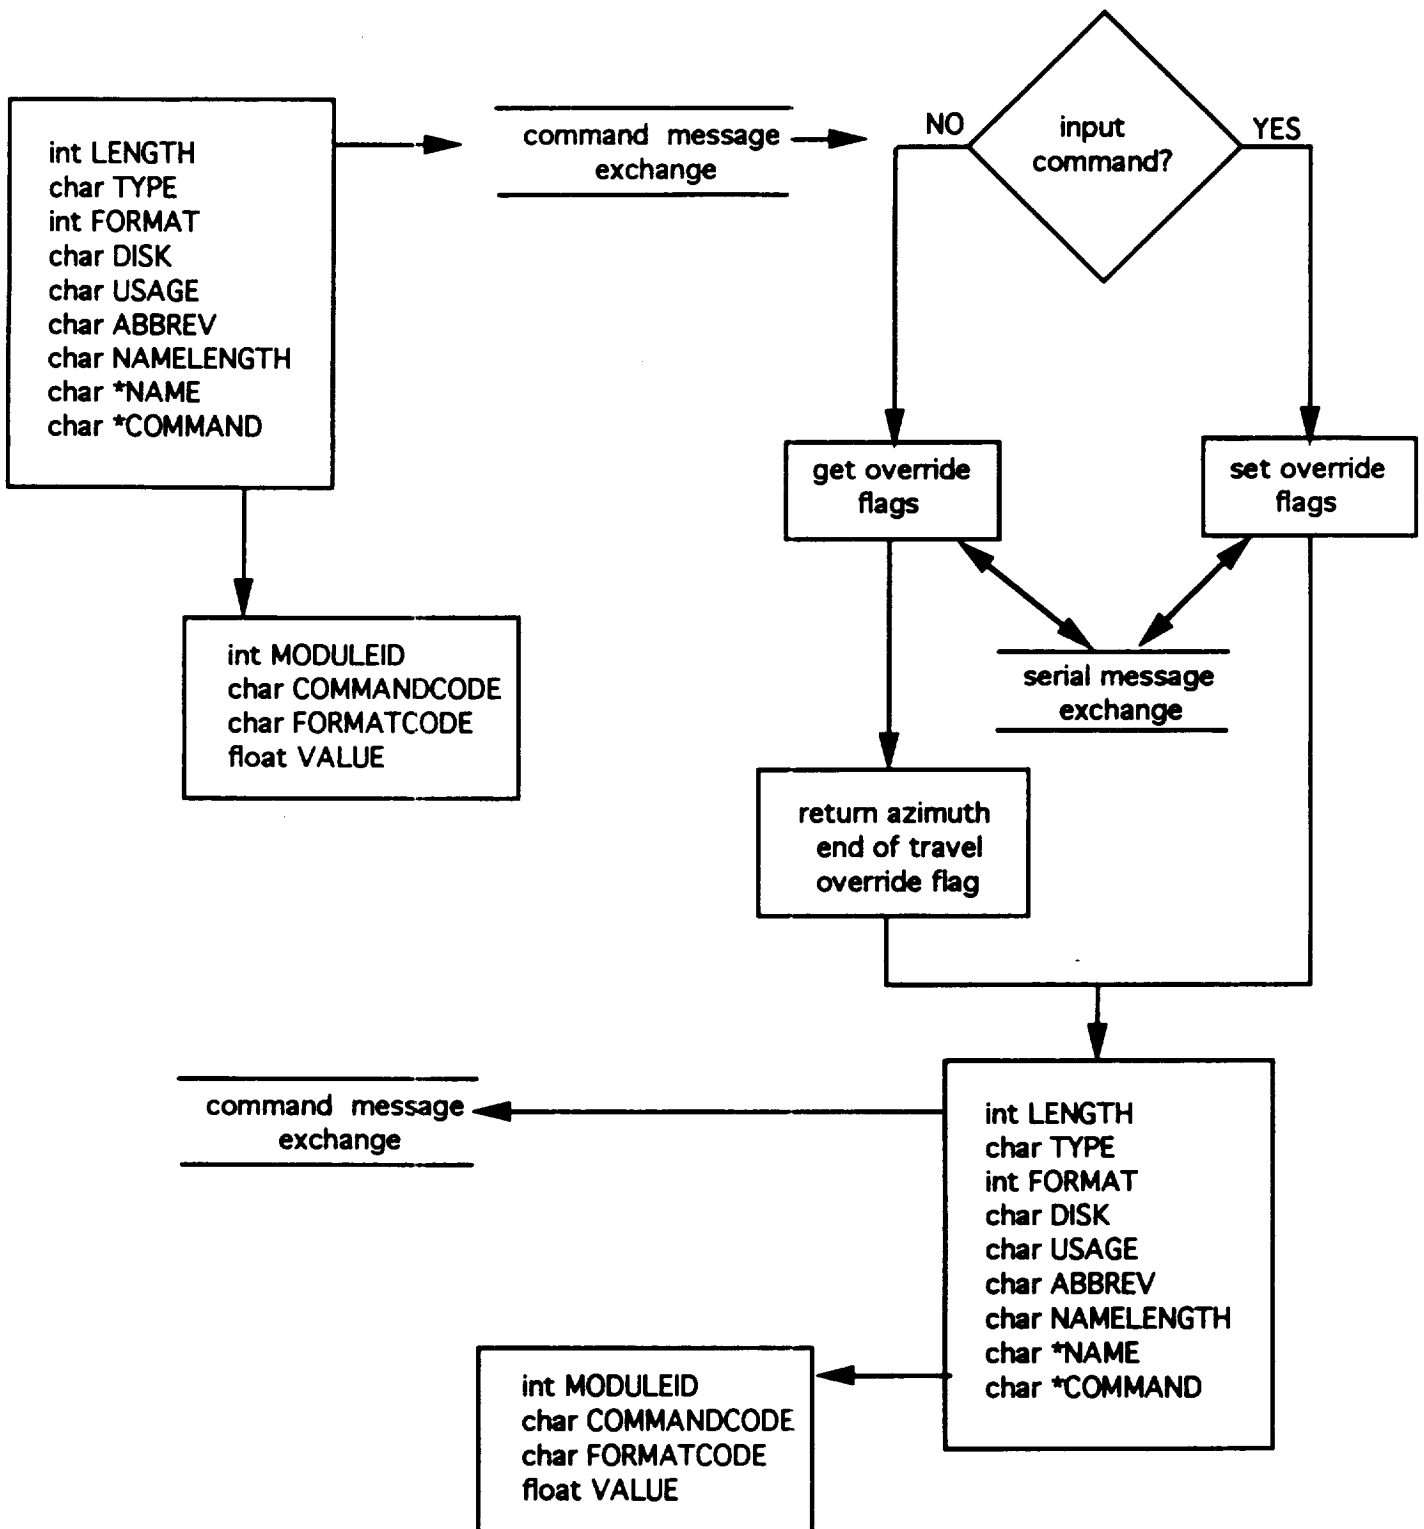 int LENGTH
char TYPE
int FORMAT
char DISK
char USAGE
char ABBREV
char NAMELENGTH
char *NAME
char *COMMAND
command message
exchange
NO
input
command?
YES
get override
flags
set override
flags
int MODULEID
char COMMANDCODE
char FORMATCODE
float VALUE
serial message
exchange
return azimuth
end of travel
override flag
command message
exchange
int LENGTH
char TYPE
int FORMAT
char DISK
char USAGE
char ABBREV
char NAMELENGTH
char *NAME
char *COMMAND
int MODULEID
char COMMANDCODE
char FORMATCODE
float VALUE